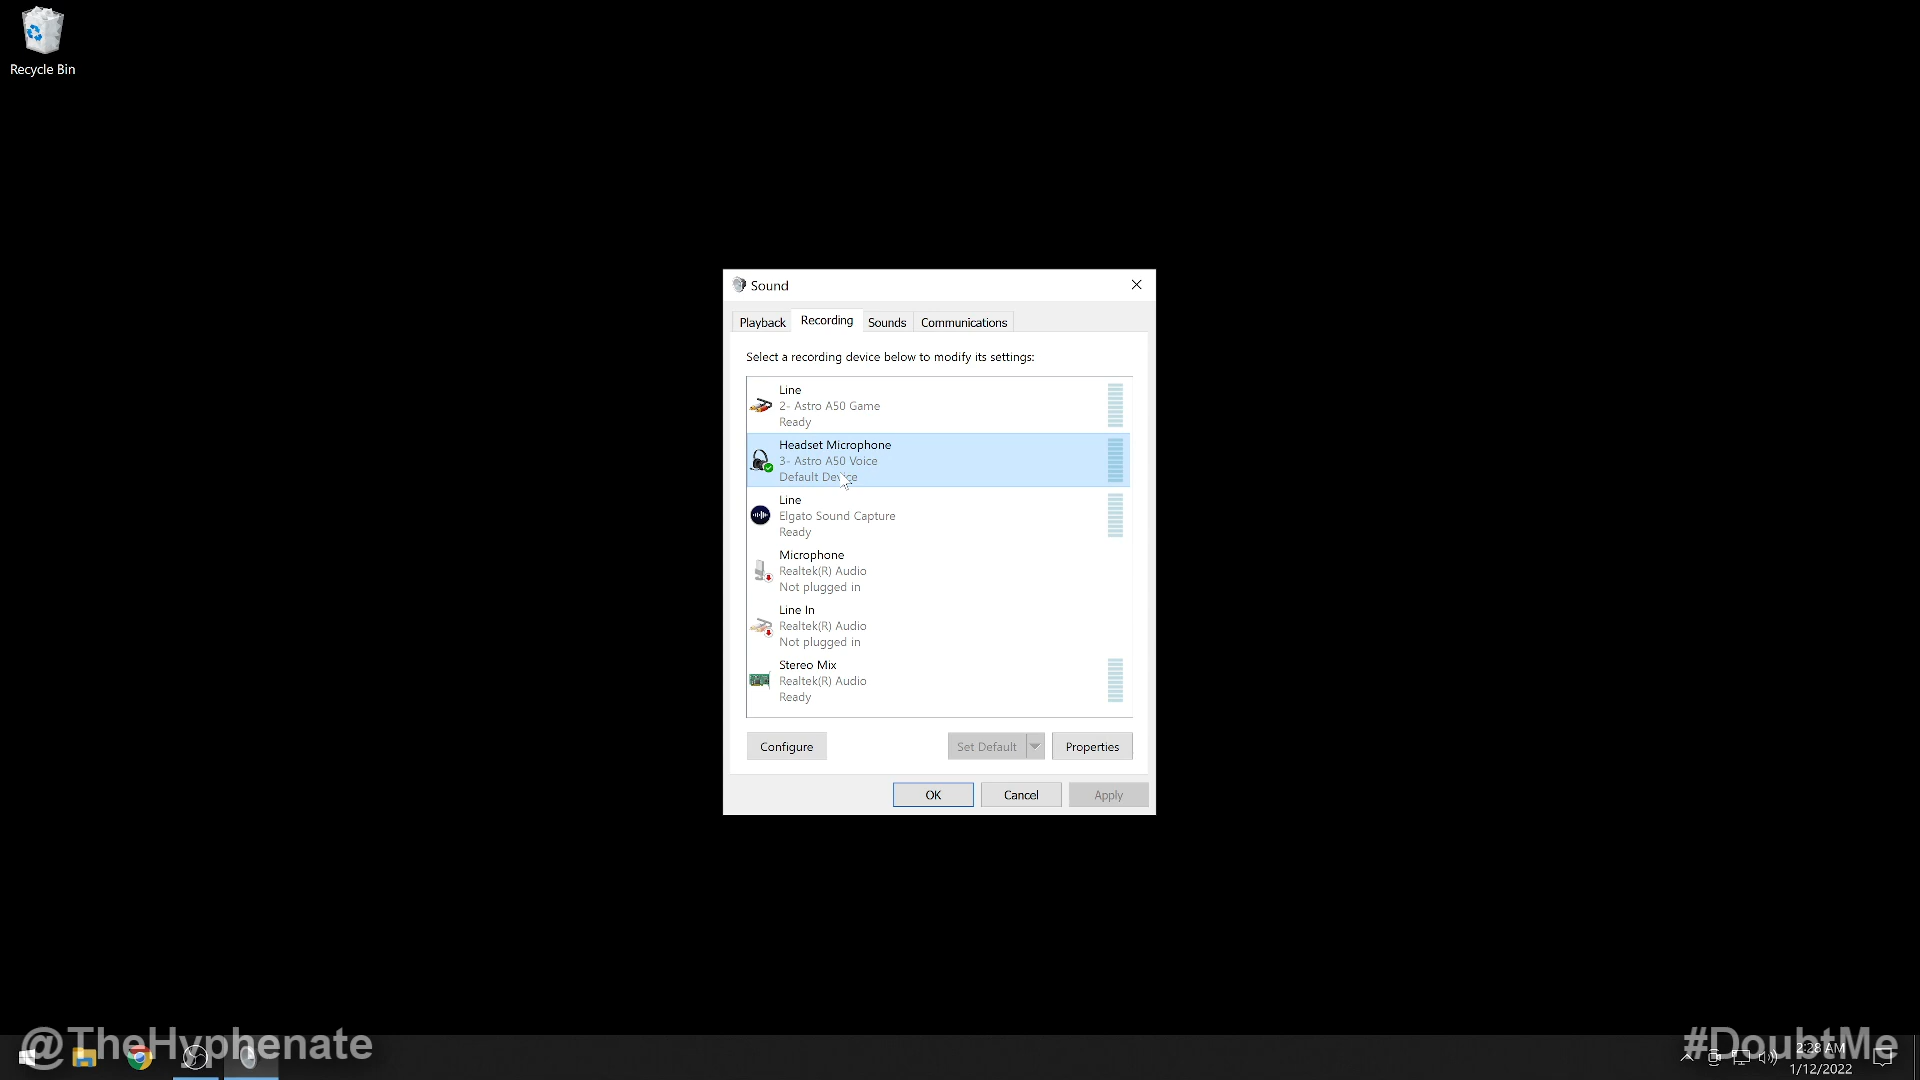 Recycle Bin
Sound
Playback
Recording
Sounds
Communications
Select a recording device below to modify its settings:
Line
2- Astro A50 Game
Ready
Headset Microphone
3- Astro A50 Voice
Default Device
Line
Elgato Sound Capture
Ready
Microphone
Realtek(R) Audio
Not plugged in
Line In
Realtek(R) Audio
Not plugged in
Stereo Mix
Realtek(R) Audio
Ready
Configure
Set Default
Properties
OK
Cancel
Apply
@TheHyphenate
#DoubtMe
2:28 AM
1/12/2022